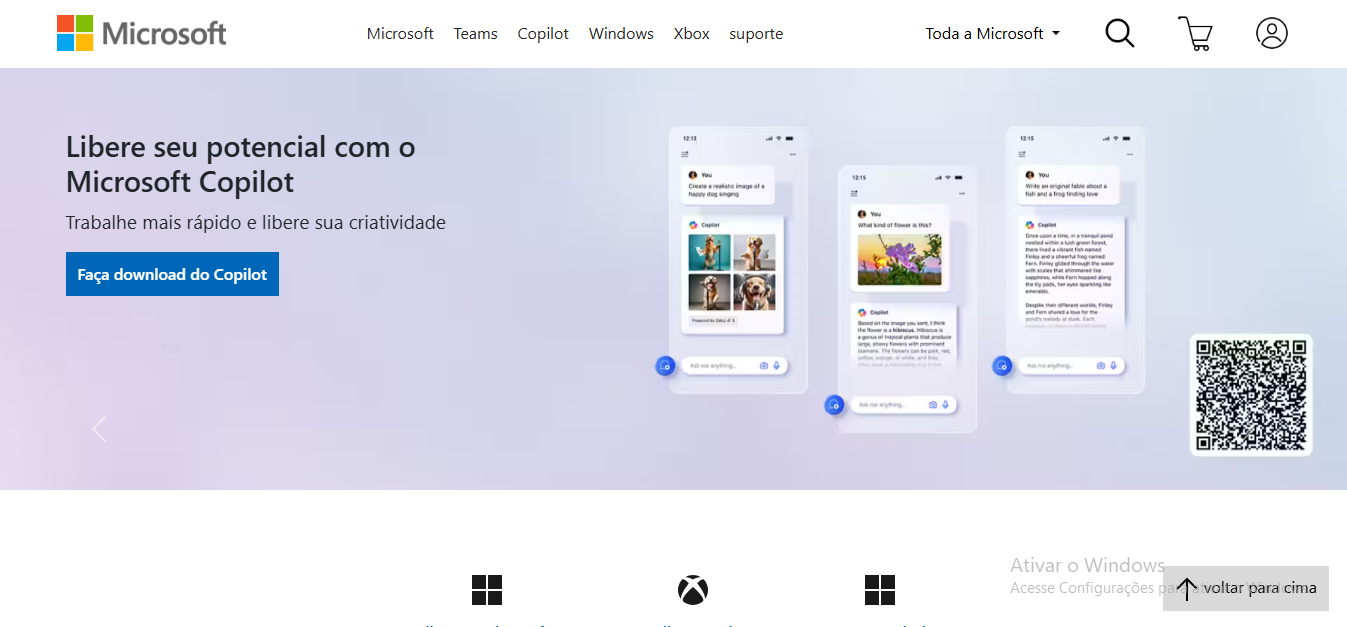 Microsoft
Microsoft Teams Copilot Windows Xbox suporte
Toda a Microsoft
Libere seu potencial com o
Microsoft Copilot
Trabalhe mais rápido e libere sua criatividade
Faça download do Copilot
12:15
You
Create a realistic image of a
happy dog singing
Copilot
Powered by DALL·E 3
Ask me anything...
12:15
You
What kind of flower is this?
Copilot
Based on the image you sent, I think
the flower is a hibiscus. Hibiscus is
a genus of tropical plants that produce
large, showy flowers with prominent
stamens. The flowers can be pink, red,
yellow, orange, or white, and they
Ask me anything...
12:15
You
Write an original fable about a
fish and a frog finding love
Copilot
Once upon a time, in a tranquil pond
nestled within a lush green forest,
there lived a vibrant fish named
Finley and a cheerful frog named
Fern. Finley glided through the water
with scales that shimmered like
sapphires, while Fern hopped along
the lily pads, her eyes sparkling like
emeralds.
Despite their different worlds, Finley
and Fern shared a love for the
pond's melody at dusk. Each
Ask me anything...
Ativar o Windows
Acesse Configurações para ativar o Windows.
voltar para cima